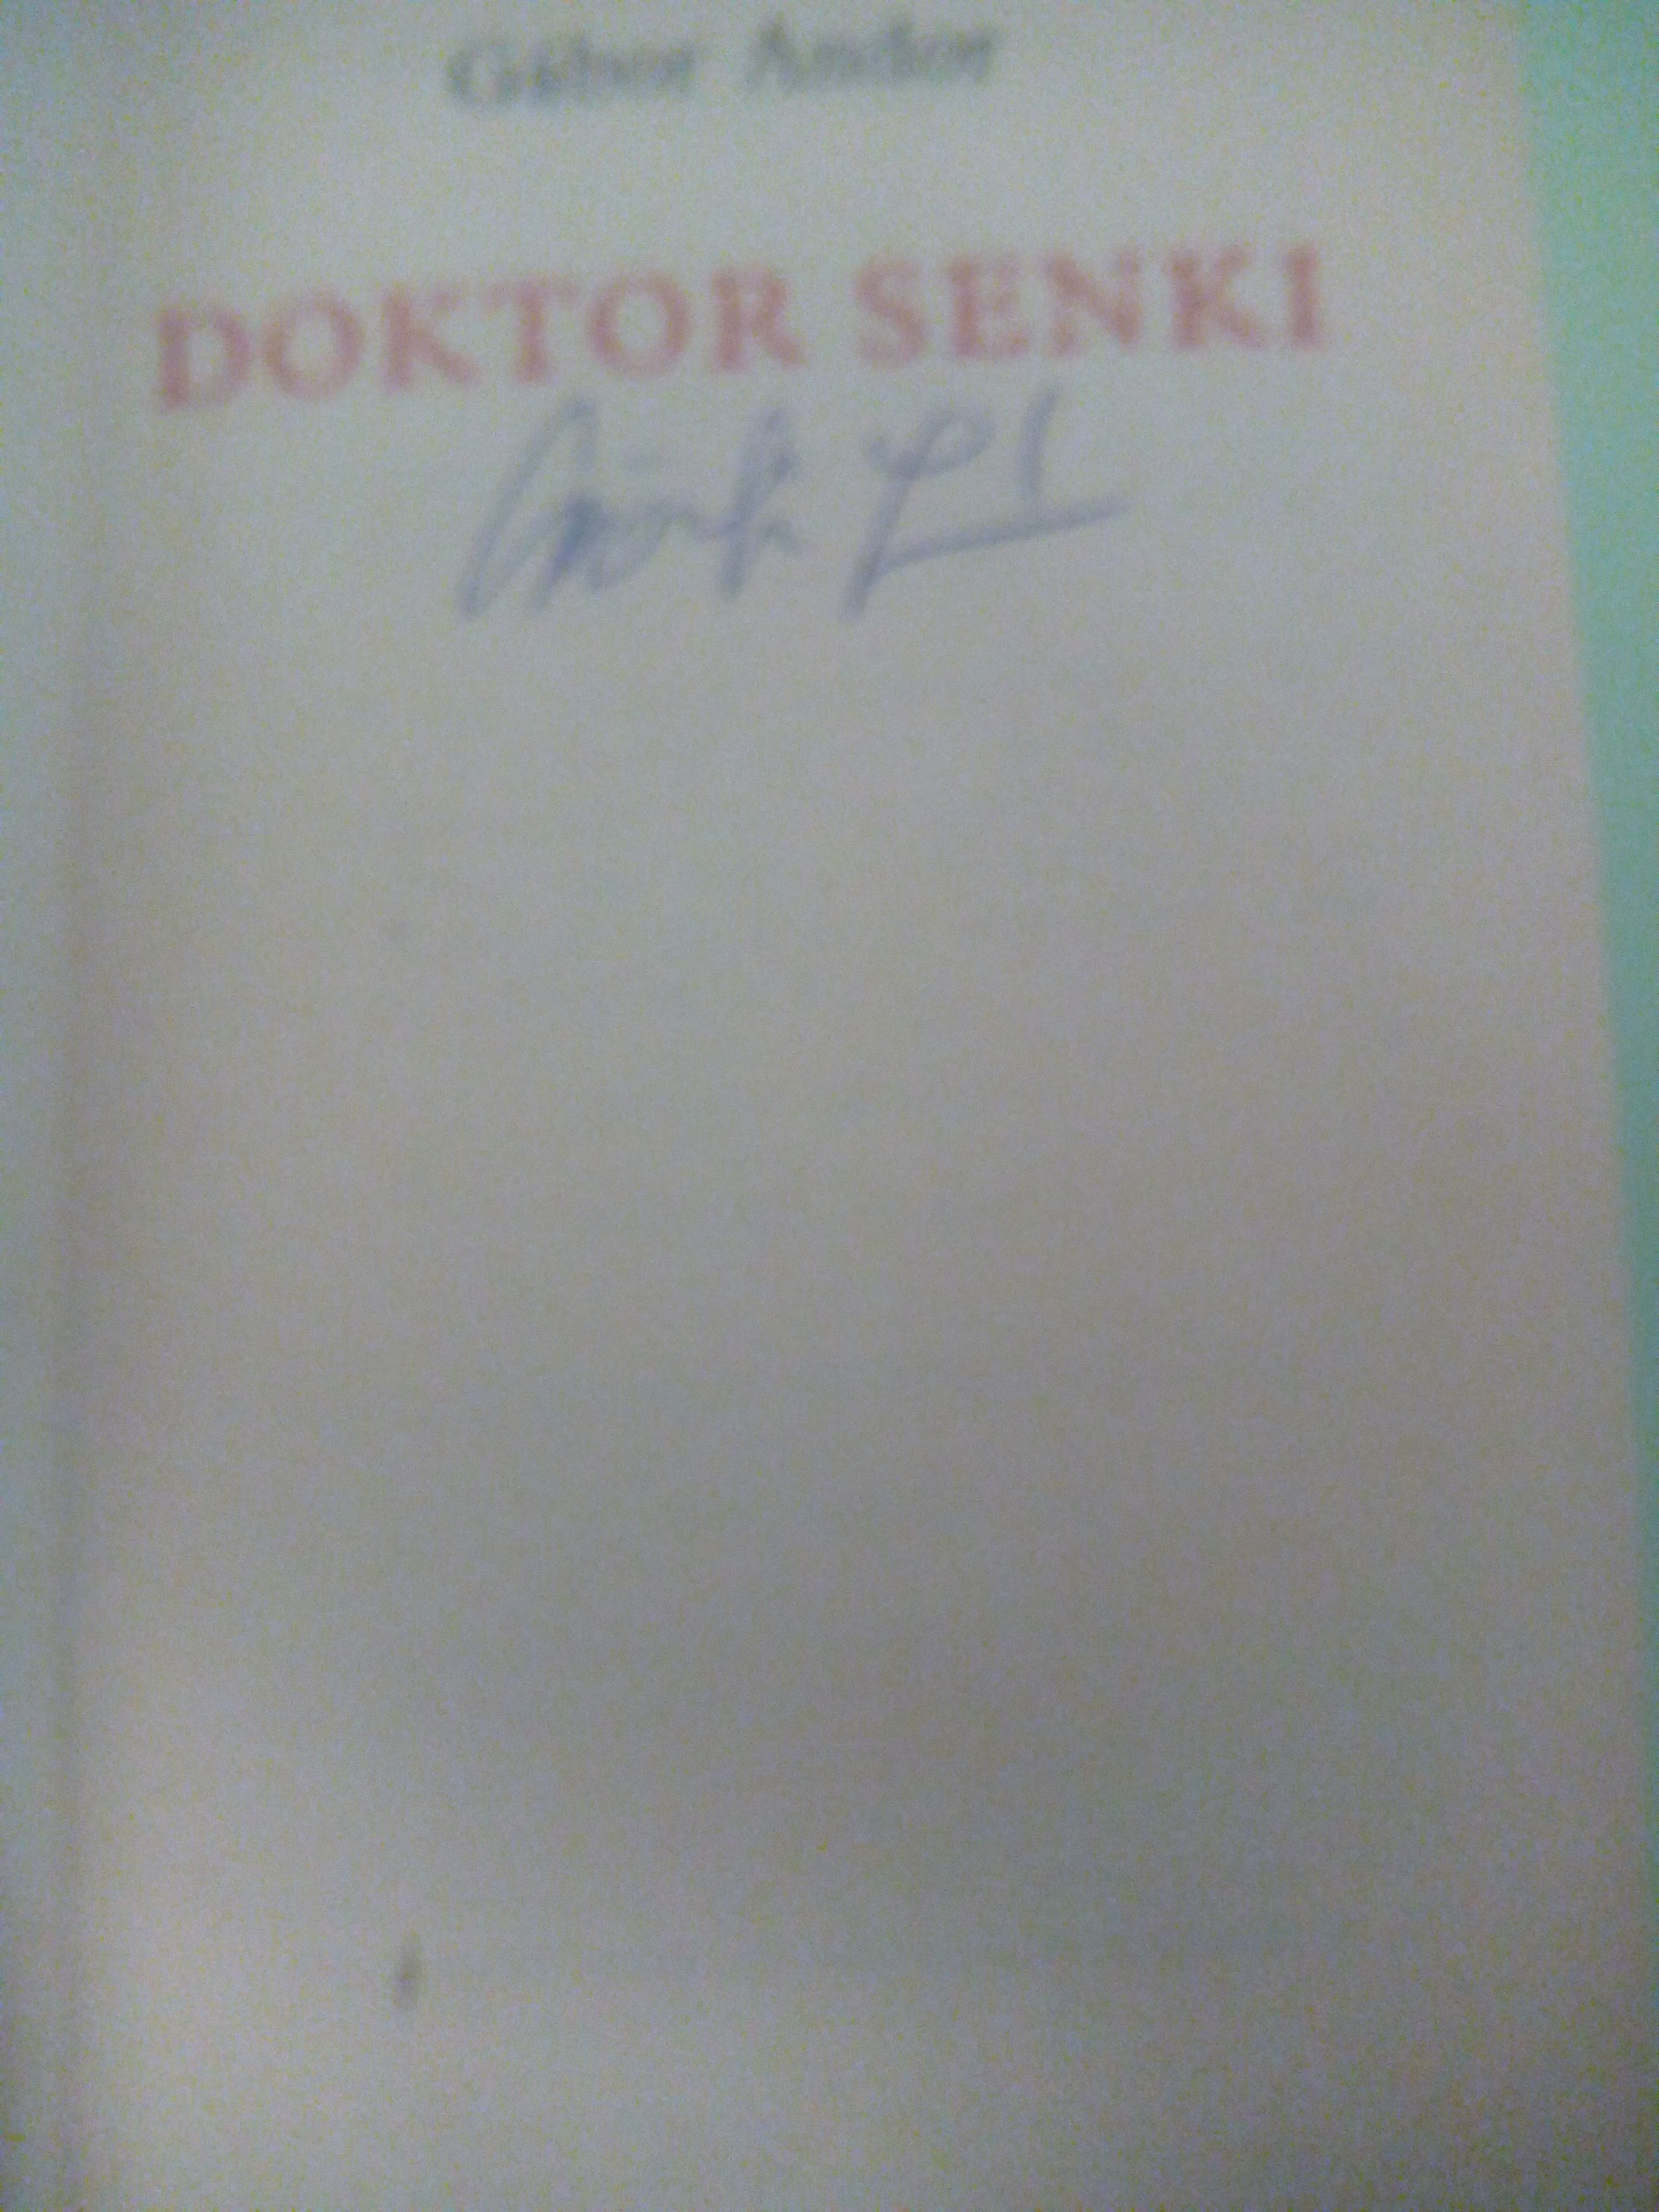 Gábor Andor
DOKTOR SENKI